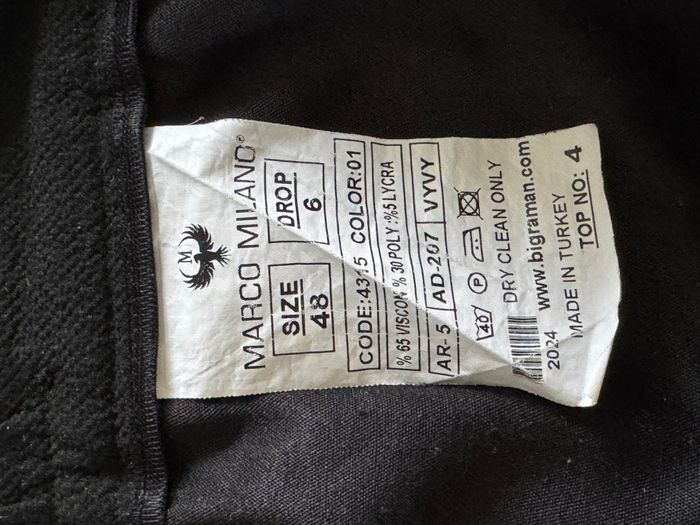 M
MARCO MILANO®
SIZE
48
DROP
6
CODE:4315 COLOR:01
% 65 VISCON % 30 POLY :%5 LYCRA
AR-5 AD-207 VYVY
40 P
DRY CLEAN ONLY
www.bigraman.com
2024 MADE IN TURKEY
TOP NO: 4